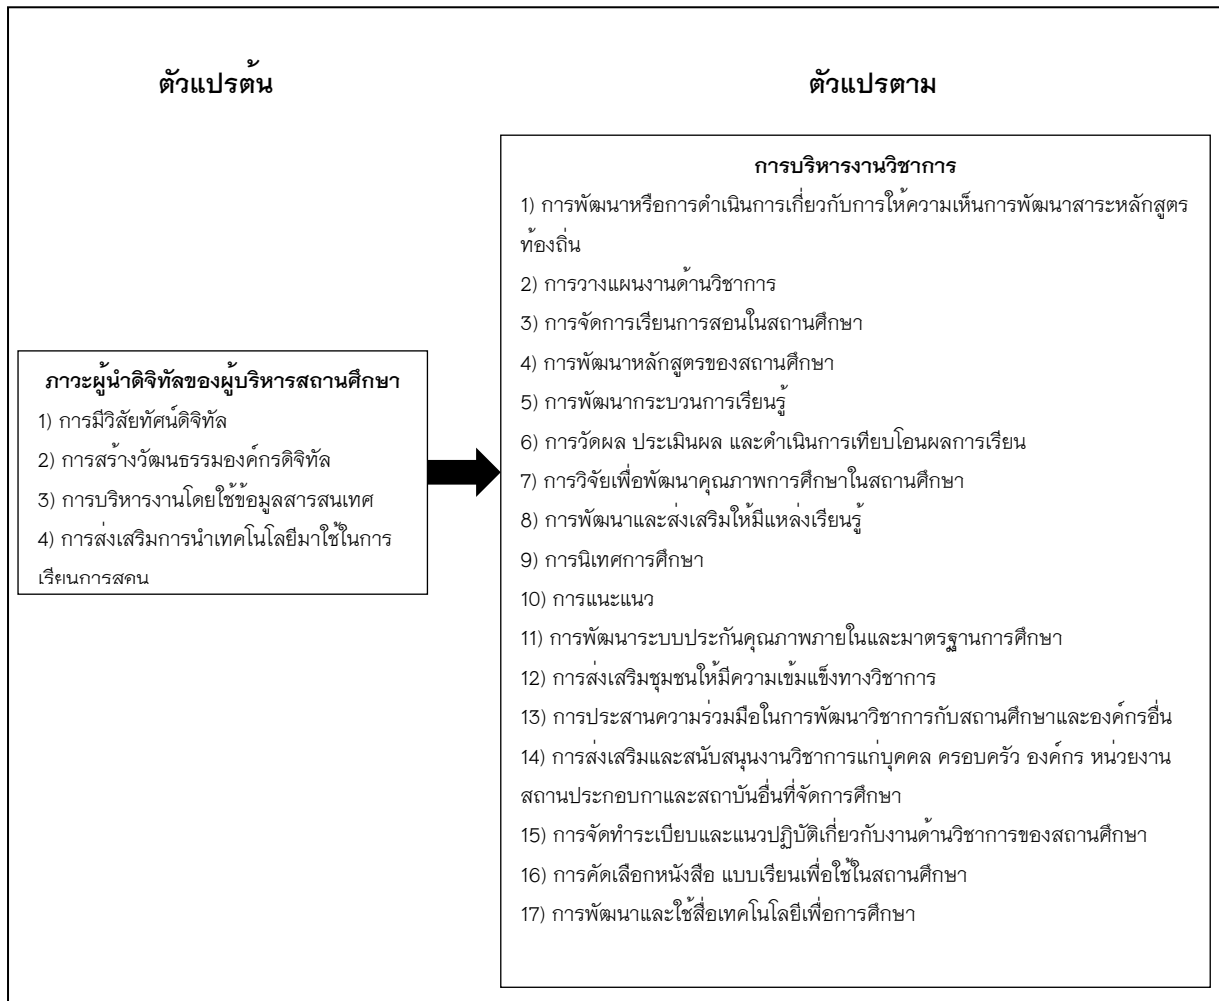 ตัวแปรต้น
ตัวแปรตาม
ภาวะผู้นำดิจิทัลของผู้บริหารสถานศึกษา
1) การมีวิสัยทัศน์ดิจิทัล
2) การสร้างวัฒนธรรมองค์กรดิจิทัล
3) การบริหารงานโดยใช้ข้อมูลสารสนเทศ
4) การส่งเสริมการนำเทคโนโลยีมาใช้ในการ
เรียนการสอน
การบริหารงานวิชาการ
1) การพัฒนาหรือการดำเนินการเกี่ยวกับการให้ความเห็นการพัฒนาสาระหลักสูตร
ท้องถิ่น
2) การวางแผนงานด้านวิชาการ
3) การจัดการเรียนการสอนในสถานศึกษา
4) การพัฒนาหลักสูตรของสถานศึกษา
5) การพัฒนากระบวนการเรียนรู้
6) การวัดผล ประเมินผล และดำเนินการเทียบโอนผลการเรียน
7) การวิจัยเพื่อพัฒนาคุณภาพการศึกษาในสถานศึกษา
8) การพัฒนาและส่งเสริมให้มีแหล่งเรียนรู้
9) การนิเทศการศึกษา
10) การแนะแนว
11) การพัฒนาระบบประกันคุณภาพภายในและมาตรฐานการศึกษา
12) การส่งเสริมชุมชนให้มีความเข้มแข็งทางวิชาการ
13) การประสานความร่วมมือในการพัฒนาวิชาการกับสถานศึกษาและองค์กรอื่น
14) การส่งเสริมและสนับสนุนงานวิชาการแก่บุคคล ครอบครัว องค์กร หน่วยงาน
สถานประกอบกาและสถาบันอื่นที่จัดการศึกษา
15) การจัดทำระเบียบและแนวปฏิบัติเกี่ยวกับงานด้านวิชาการของสถานศึกษา
16) การคัดเลือกหนังสือ แบบเรียนเพื่อใช้ในสถานศึกษา
17) การพัฒนาและใช้สื่อเทคโนโลยีเพื่อการศึกษา